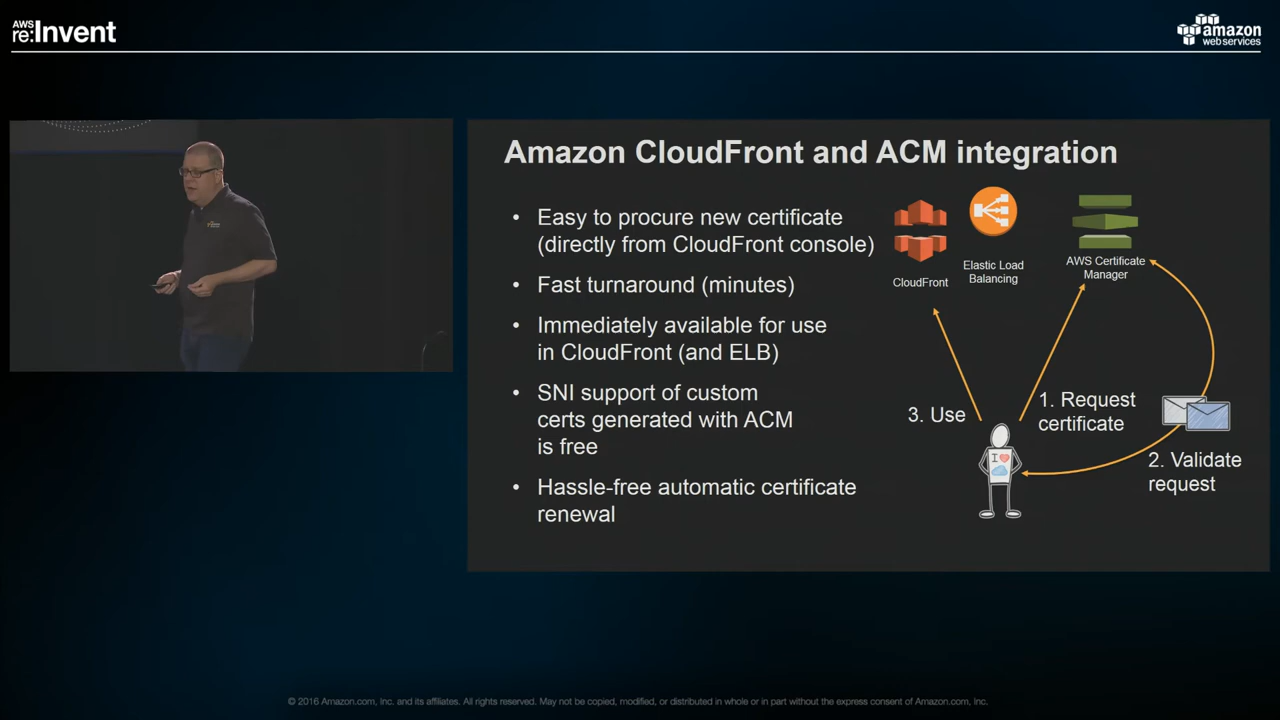 AWS
re:Invent
amazon
web services
Amazon CloudFront and ACM integration
• Easy to procure new certificate
(directly from CloudFront console)
• Fast turnaround (minutes)
• Immediately available for use
in CloudFront (and ELB)
• SNI support of custom
certs generated with ACM
is free
• Hassle-free automatic certificate
renewal
CloudFront
Elastic Load
Balancing
AWS Certificate
Manager
3. Use
1. Request
certificate
2. Validate
request
I
© 2016 Amazon.com, Inc. and its affiliates. All rights reserved. May not be copied, modified, or distributed in whole or in part without the express consent of Amazon.com, Inc.